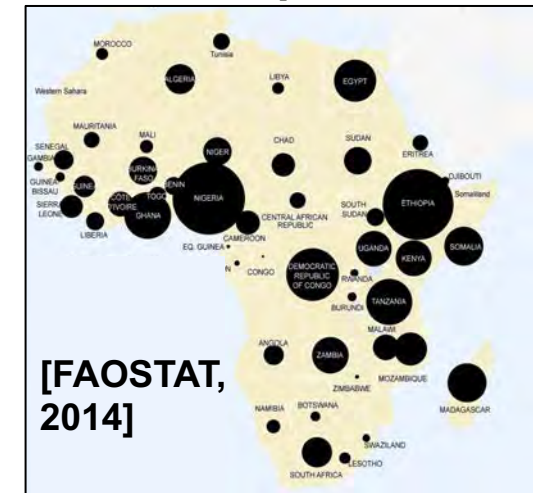 MOROCCO
Tunisia
ALGERIA
LIBYA
EGYPT
Western Sahara
MAURITANIA
MALI
NIGER
CHAD
SUDAN
ERITREA
SENEGAL
GAMBIA
GUINEA
BISSAU
GUINEA
BURKINA
FASO
BENIN
NIGERIA
DJIBOUTI
Somaliland
SIERRA
LEONE
COTE
D'IVOIRE
TOGO
GHANA
ETHIOPIA
SOUTH
SUDAN
LIBERIA
CENTRAL AFRICAN
REPUBLIC
CAMEROON
EQ. GUINEA
UGANDA
KENYA
SOMALIA
N
CONGO
DEMOCRATIC
REPUBLIC
OF CONGO
RWANDA
BURUNDI
TANZANIA
MALAWI
ANGOLA
ZAMBIA
MOZAMBIQUE
ZIMBABWE
MADAGASCAR
[FAOSTAT,
2014]
NAMIBIA
BOTSWANA
SWAZILAND
SOUTH AFRICA
LESOTHO